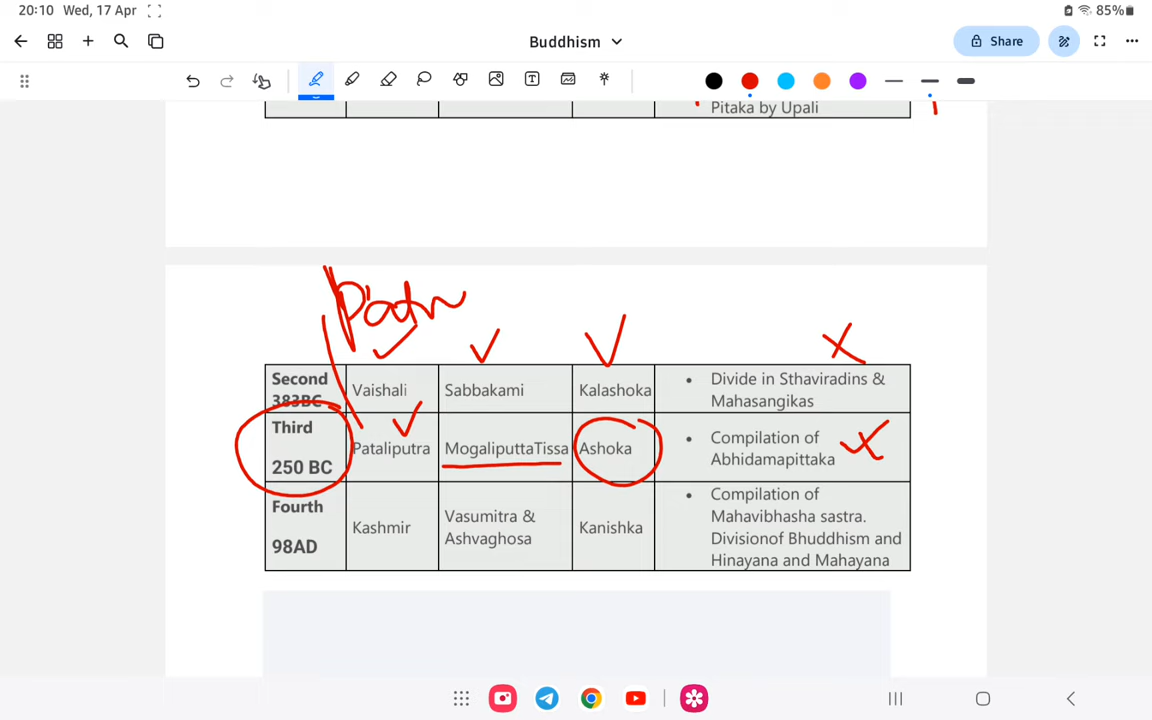 20:10 Wed, 17 Apr
85%
Buddhism
Share
Pitaka by Upali
Patn
Second
383BC
Vaishali
Sabbakami
Kalashoka
• Divide in Sthaviradins &
Mahasangikas
Third
250 BC
Pataliputra
MogaliputtaTissa
Ashoka
• Compilation of
Abhidamapittaka
Fourth
98AD
Kashmir
Vasumitra &
Ashvaghosa
Kanishka
• Compilation of
Mahavibhasha sastra.
Divisionof Bhuddhism and
Hinayana and Mahayana